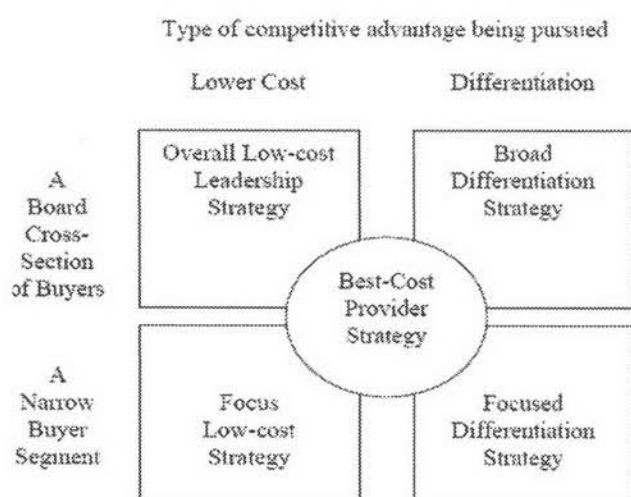 Type of competitive advantage being pursued
Lower Cost
Differentiation
A
Board
Cross-
Section
of Buyers
Overall Low-cost
Leadership
Strategy
Broad
Differentiation
Strategy
Best-Cost
Provider
Strategy
A
Narrow
Buyer
Segment
Focus
Low-cost
Strategy
Focused
Differentiation
Strategy